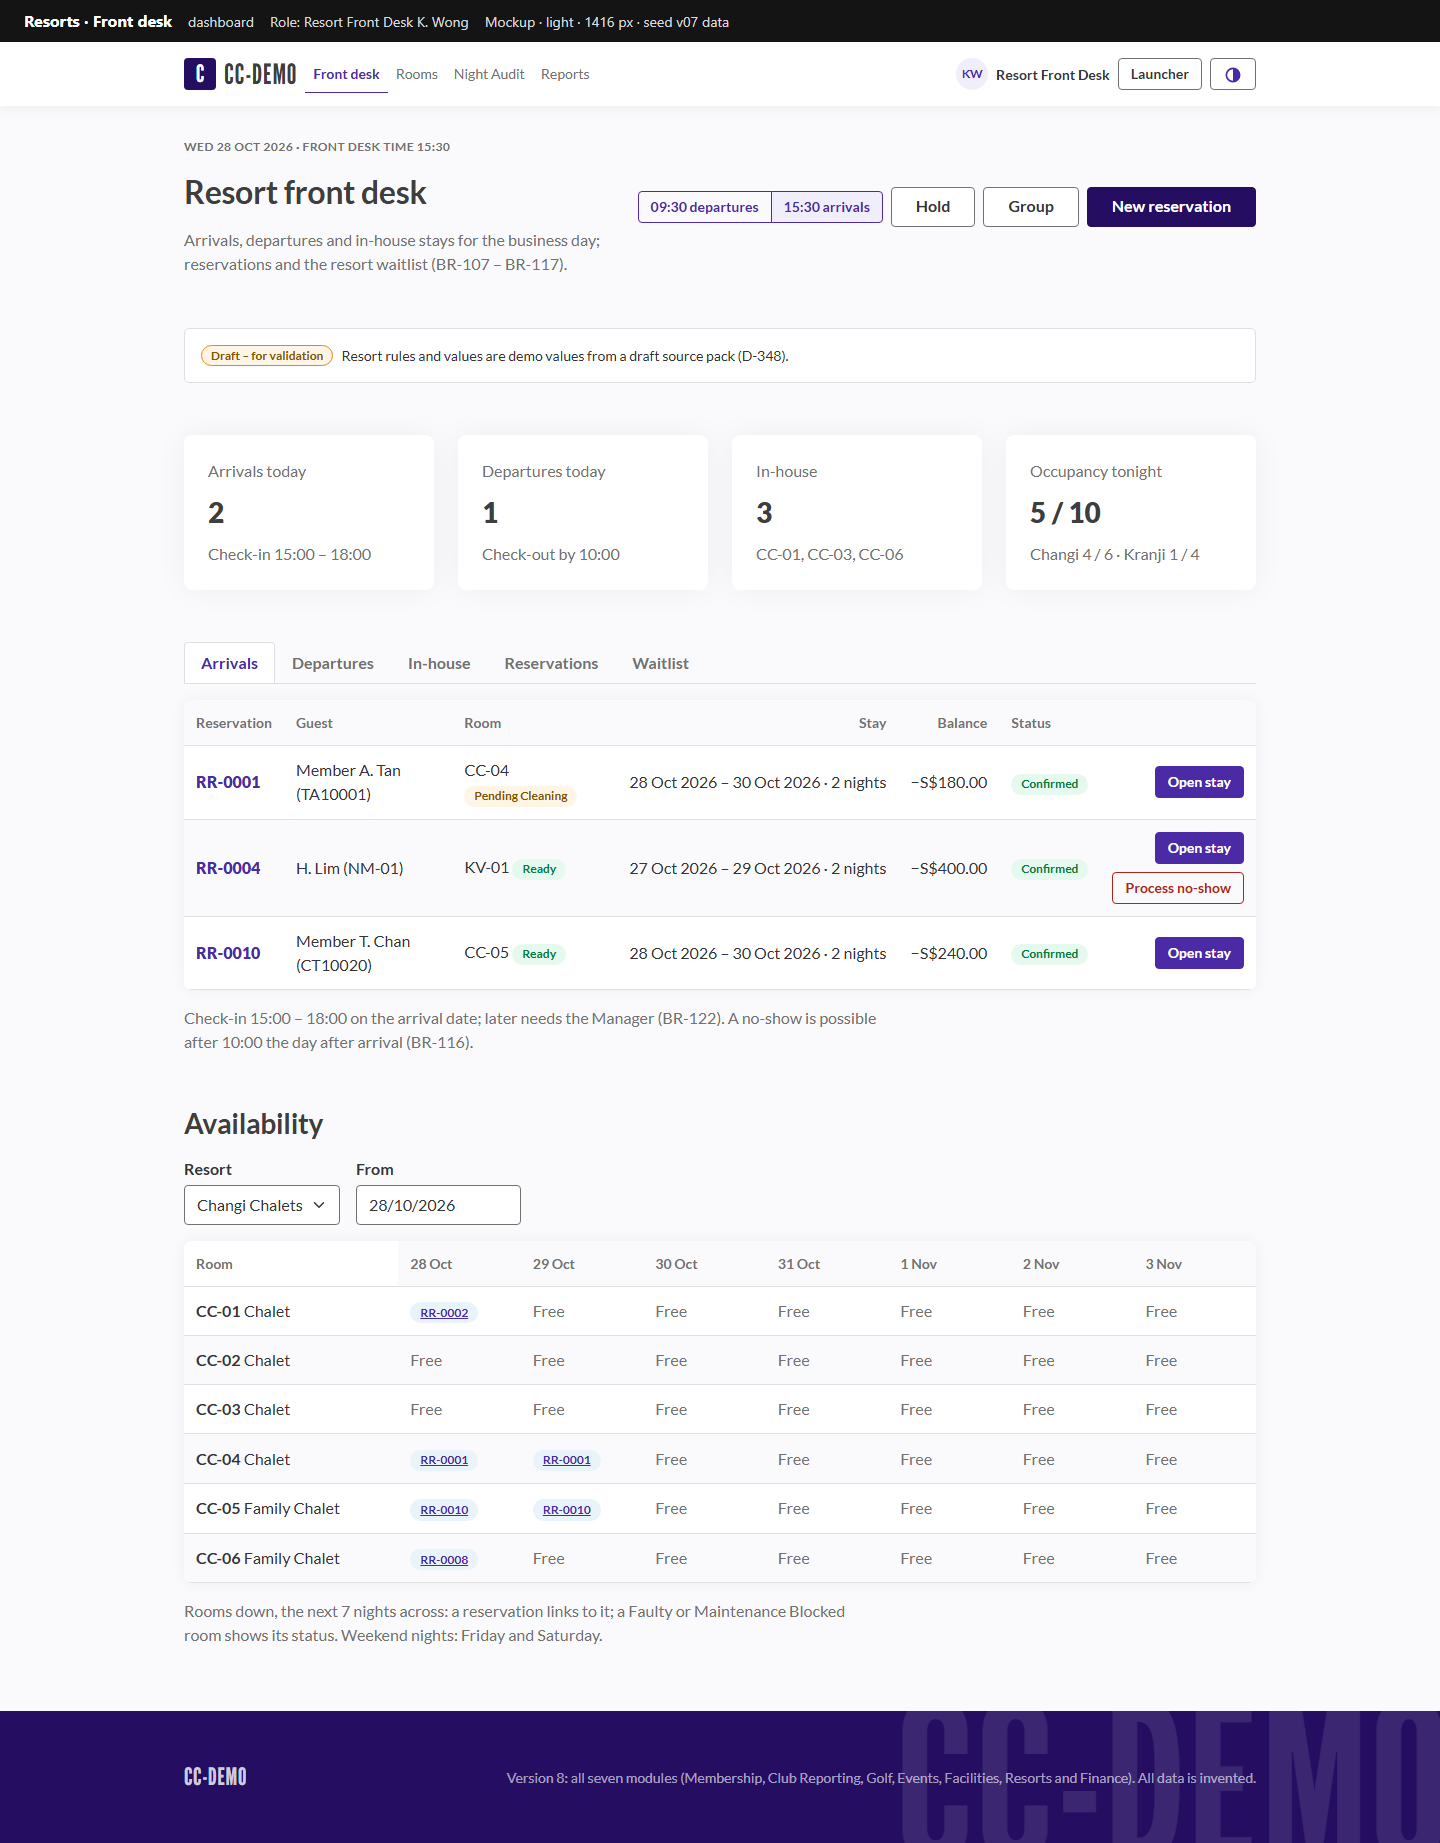 Resorts · Front desk dashboard Role: Resort Front Desk K. Wong Mockup · light · 1416 px · seed v07 data
C CC-DEMO Front desk Rooms Night Audit Reports KW Resort Front Desk Launcher
WED 28 OCT 2026 · FRONT DESK TIME 15:30
Resort front desk
09:30 departures 15:30 arrivals Hold Group New reservation
Arrivals, departures and in-house stays for the business day;
reservations and the resort waitlist (BR-107 – BR-117).
Draft – for validation Resort rules and values are demo values from a draft source pack (D-348).
Arrivals today
2
Check-in 15:00 – 18:00
Departures today
1
Check-out by 10:00
In-house
3
CC-01, CC-03, CC-06
Occupancy tonight
5 / 10
Changi 4 / 6 · Kranji 1 / 4
Arrivals Departures In-house Reservations Waitlist
Reservation Guest Room Stay Balance Status
RR-0001 Member A. Tan (TA10001) CC-04 Pending Cleaning 28 Oct 2026 – 30 Oct 2026 · 2 nights −S$180.00 Confirmed Open stay
RR-0004 H. Lim (NM-01) KV-01 Ready 27 Oct 2026 – 29 Oct 2026 · 2 nights −S$400.00 Confirmed Open stay
Process no-show
RR-0010 Member T. Chan (CT10020) CC-05 Ready 28 Oct 2026 – 30 Oct 2026 · 2 nights −S$240.00 Confirmed Open stay
Check-in 15:00 – 18:00 on the arrival date; later needs the Manager (BR-122). A no-show is possible
after 10:00 the day after arrival (BR-116).
Availability
Resort From
Changi Chalets 28/10/2026
Room 28 Oct 29 Oct 30 Oct 31 Oct 1 Nov 2 Nov 3 Nov
CC-01 Chalet RR-0002 Free Free Free Free Free Free
CC-02 Chalet Free Free Free Free Free Free Free
CC-03 Chalet Free Free Free Free Free Free Free
CC-04 Chalet RR-0001 RR-0001 Free Free Free Free Free
CC-05 Family Chalet RR-0010 RR-0010 Free Free Free Free Free
CC-06 Family Chalet RR-0008 Free Free Free Free Free Free
Rooms down, the next 7 nights across: a reservation links to it; a Faulty or Maintenance Blocked
room shows its status. Weekend nights: Friday and Saturday.
CC-DEMO
CC-DEMO Version 8: all seven modules (Membership, Club Reporting, Golf, Events, Facilities, Resorts and Finance). All data is invented.